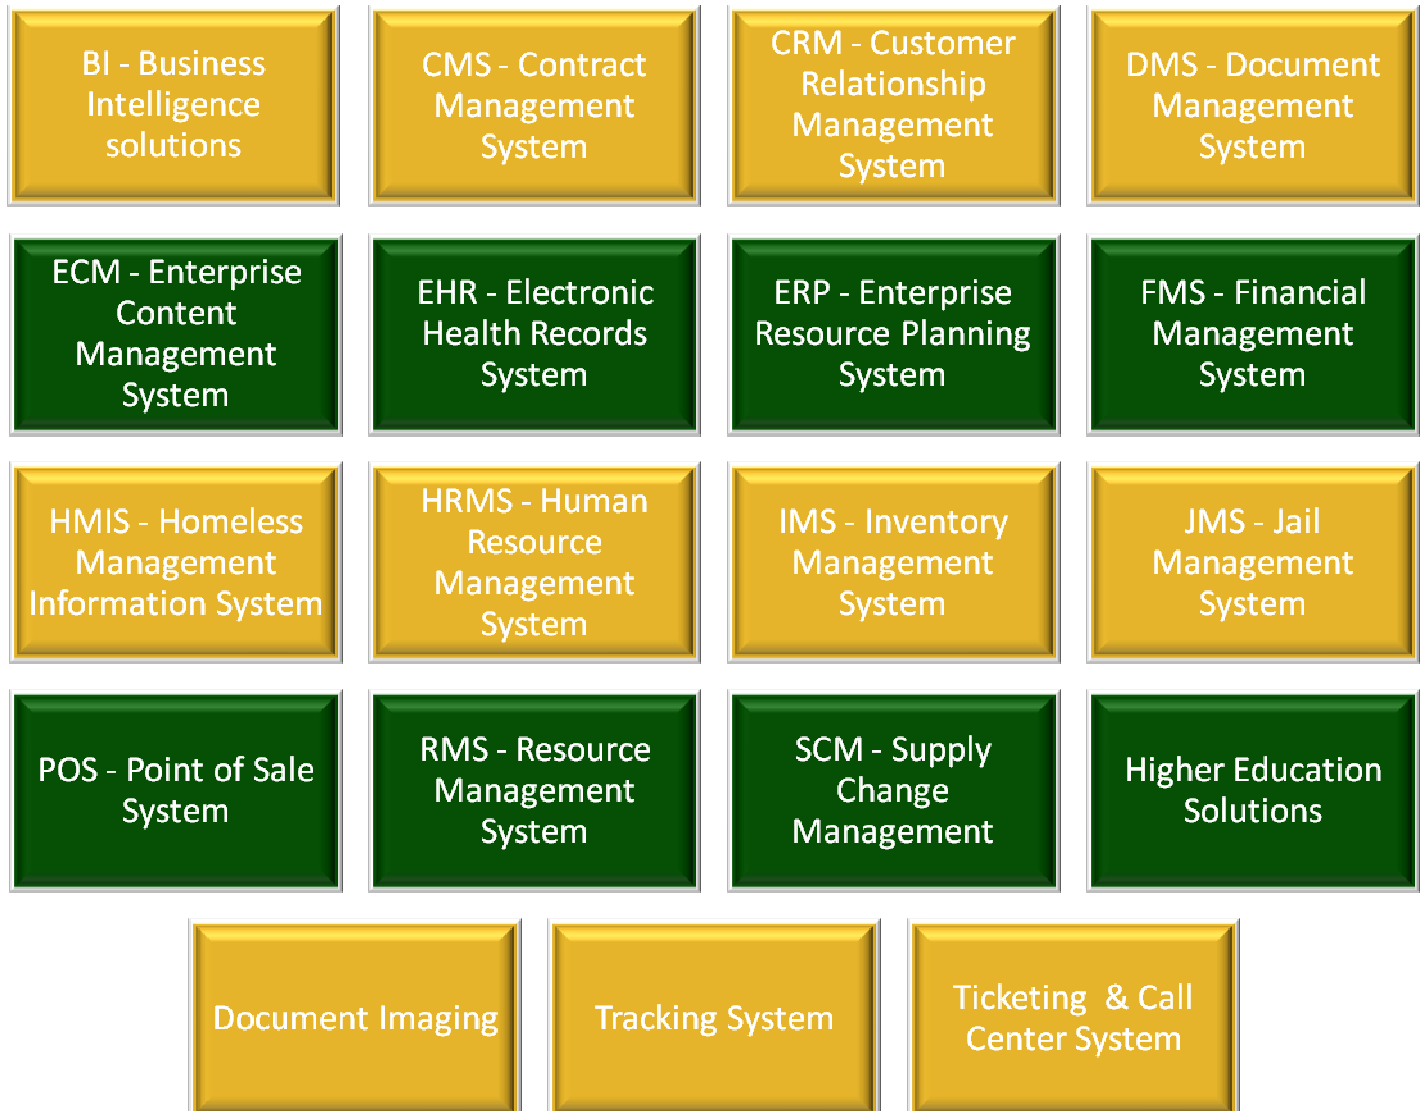 BI - Business
Intelligence
solutions
CMS - Contract
Management
System
CRM - Customer
Relationship
Management
System
DMS - Document
Management
System
ECM - Enterprise
Content
Management
System
EHR - Electronic
Health Records
System
ERP - Enterprise
Resource Planning
System
FMS - Financial
Management
System
HMIS - Homeless
Management
Information System
HRMS - Human
Resource
Management
System
IMS - Inventory
Management
System
JMS - Jail
Management
System
POS - Point of Sale
System
RMS - Resource
Management
System
SCM - Supply
Change
Management
Higher Education
Solutions
Document Imaging
Tracking System
Ticketing & Call
Center System